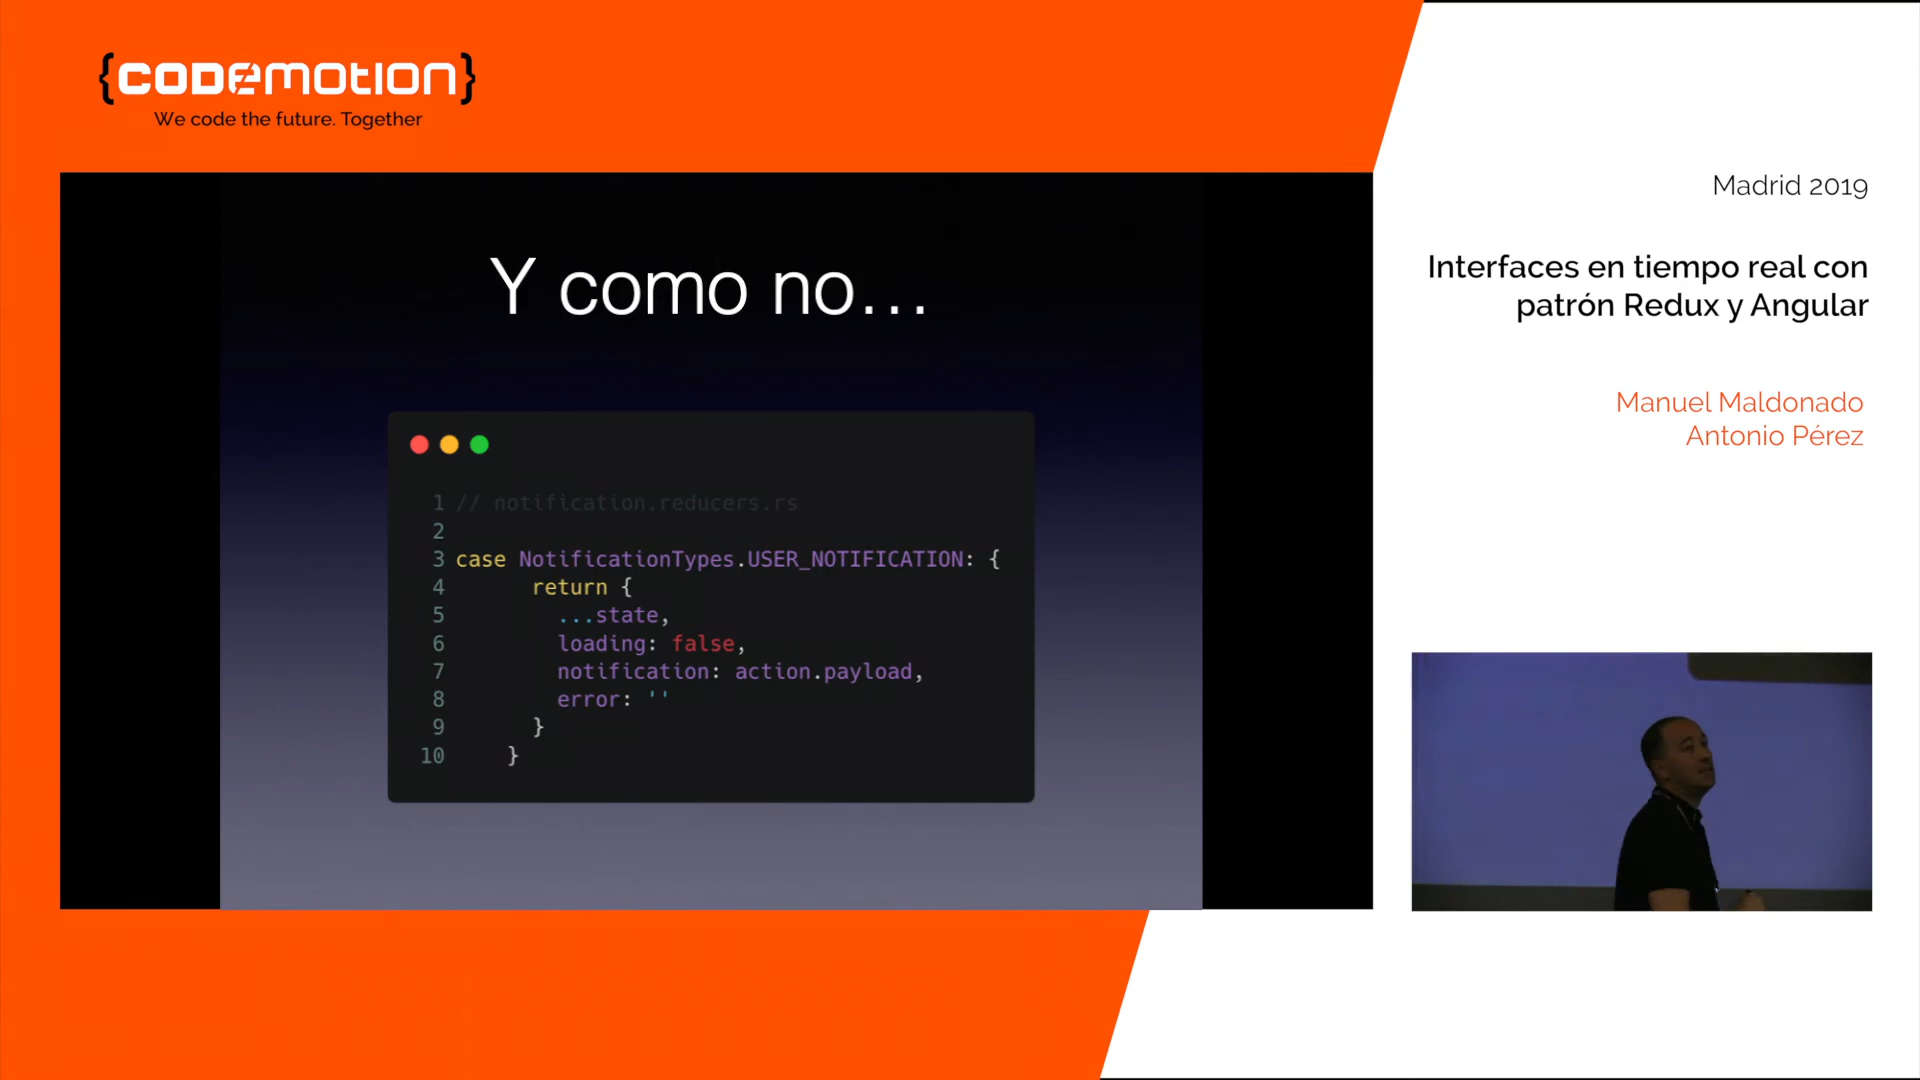 {CODEMOTION}
We code the future. Together
Y como no...
1 // notification.reducers.rs
2
3 case NotificationTypes.USER_NOTIFICATION: {
4 return {
5 ...state,
6 loading: false,
7 notification: action.payload,
8 error: ''
9 }
10 }
Madrid 2019
Interfaces en tiempo real con
patrón Redux y Angular
Manuel Maldonado
Antonio Pérez